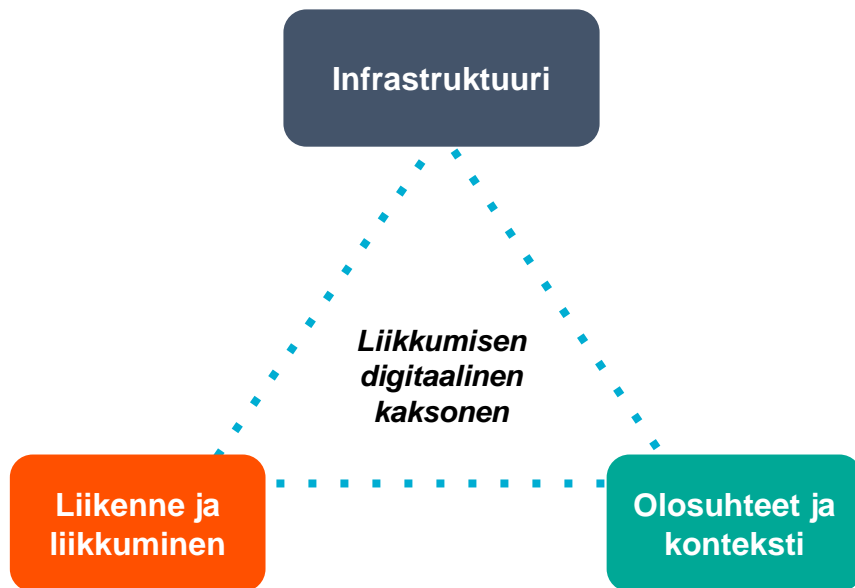 Infrastruktuuri
Liikkumisen
digitaalinen
kaksonen
Liikenne ja
liikkuminen
Olosuhteet ja
konteksti